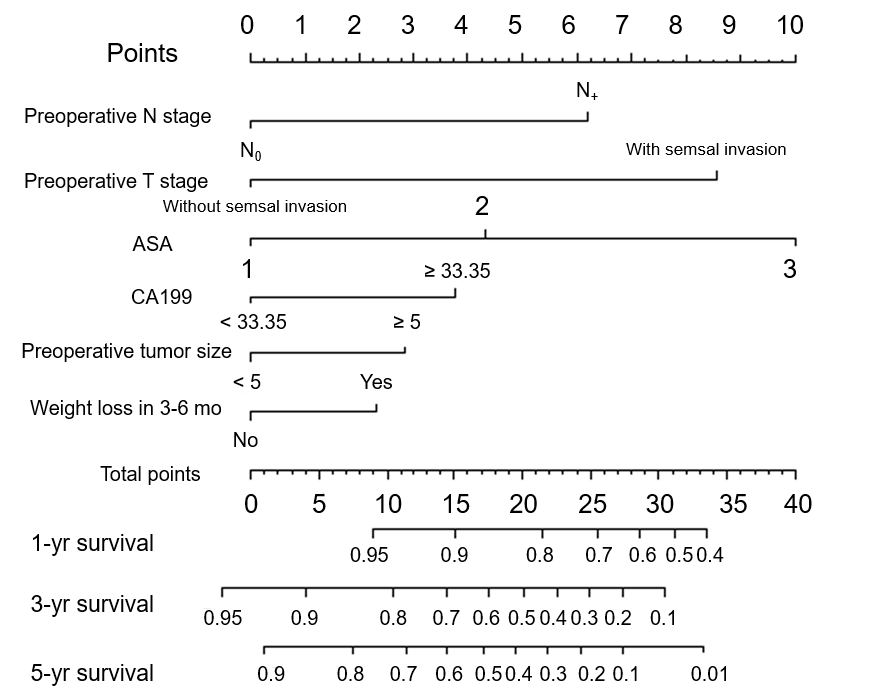 0 1 2 3 4 5 6 7 8 9 10
Points
N+
Preoperative N stage
N0
With semsal invasion
Preoperative T stage
Without semsal invasion
2
ASA
1
3
≥ 33.35
CA199
< 33.35
≥ 5
Preoperative tumor size
< 5
Yes
Weight loss in 3-6 mo
No
Total points
0 5 10 15 20 25 30 35 40
1-yr survival
0.95 0.9 0.8 0.7 0.6 0.5 0.4
3-yr survival
0.95 0.9 0.8 0.7 0.6 0.5 0.4 0.3 0.2 0.1
5-yr survival
0.9 0.8 0.7 0.6 0.5 0.4 0.3 0.2 0.1 0.01